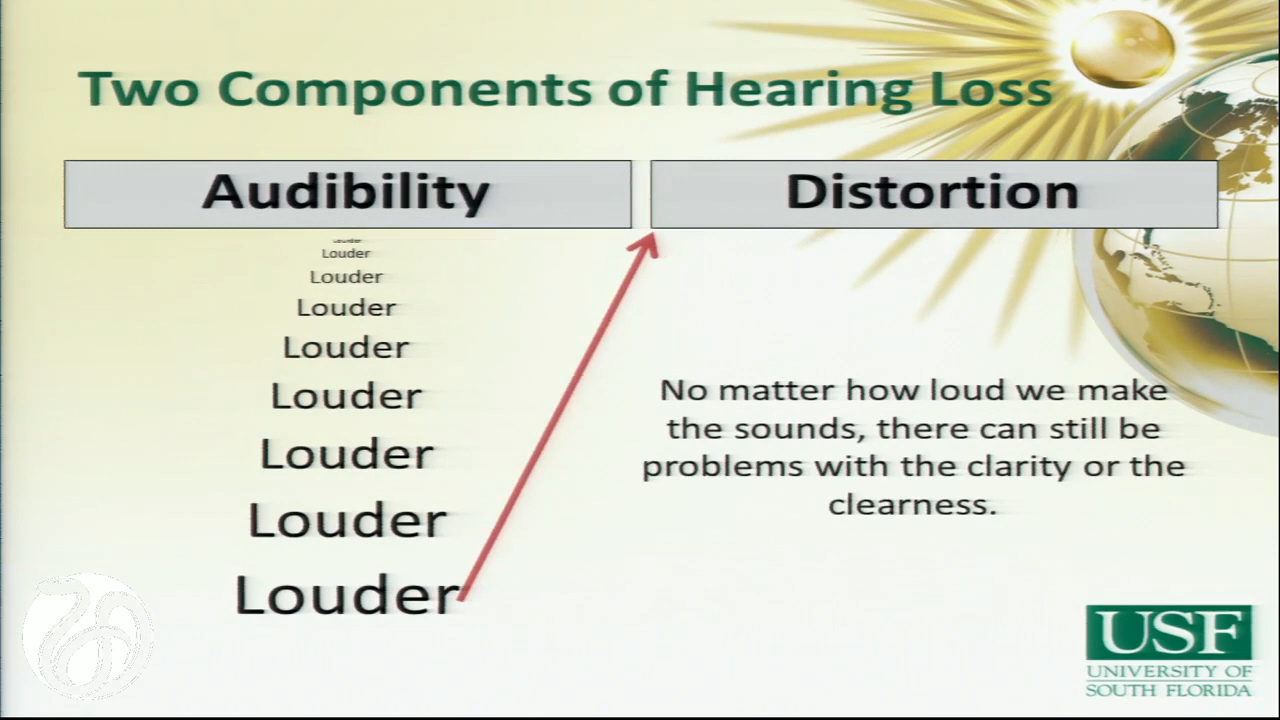 Two Components of Hearing Loss
Audibility
Distortion
Louder
Louder
Louder
Louder
Louder
Louder
Louder
Louder
Louder
No matter how loud we make
the sounds, there can still be
problems with the clarity or the
clearness.
USF
UNIVERSITY OF
SOUTH FLORIDA